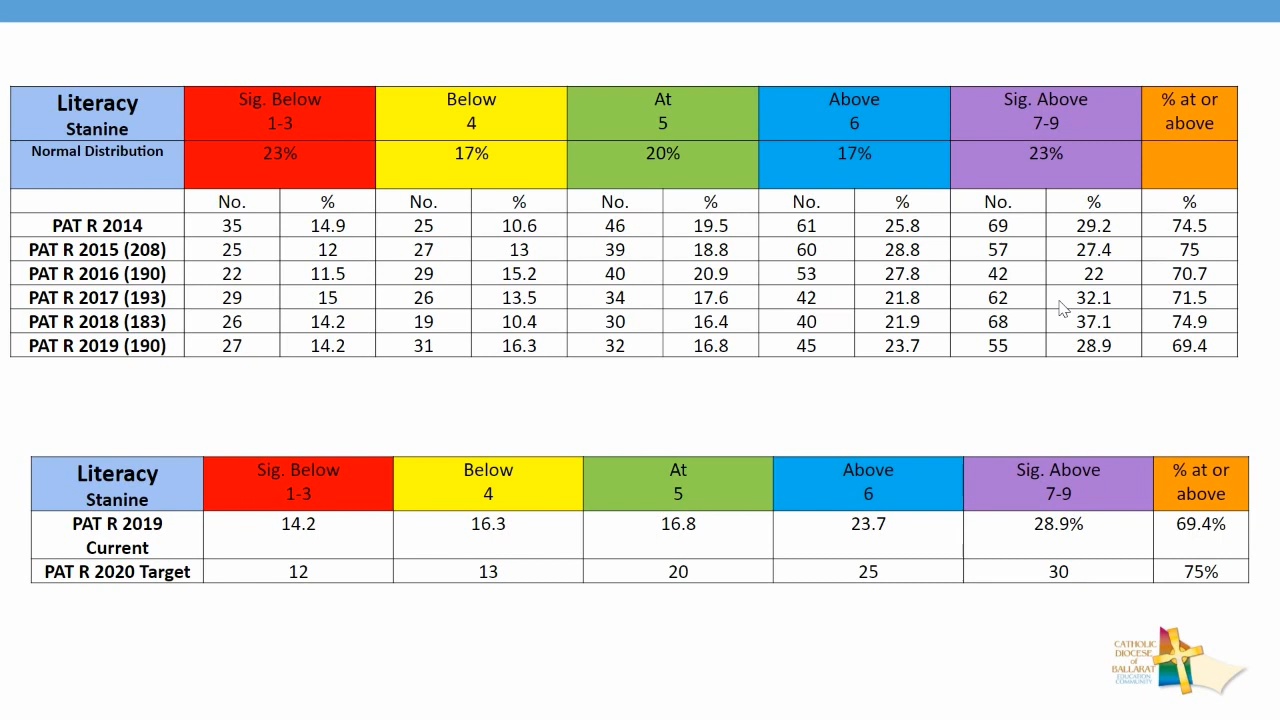 Literacy Sig. Below Below At Above Sig. Above % at or
Stanine 1-3 4 5 6 7-9 above
Normal Distribution 23% 17% 20% 17% 23%
No. % No. % No. % No. % No. % %
PAT R 2014 35 14.9 25 10.6 46 19.5 61 25.8 69 29.2 74.5
PAT R 2015 (208) 25 12 27 13 39 18.8 60 28.8 57 27.4 75
PAT R 2016 (190) 22 11.5 29 15.2 40 20.9 53 27.8 42 22 70.7
PAT R 2017 (193) 29 15 26 13.5 34 17.6 42 21.8 62 32.1 71.5
PAT R 2018 (183) 26 14.2 19 10.4 30 16.4 40 21.9 68 37.1 74.9
PAT R 2019 (190) 27 14.2 31 16.3 32 16.8 45 23.7 55 28.9 69.4
Literacy Sig. Below Below At Above Sig. Above % at or
Stanine 1-3 4 5 6 7-9 above
PAT R 2019 14.2 16.3 16.8 23.7 28.9% 69.4%
Current
PAT R 2020 Target 12 13 20 25 30 75%
CATHOLIC
DIOCESE
of
BALLARAT
EDUCATION
COMMUNITY